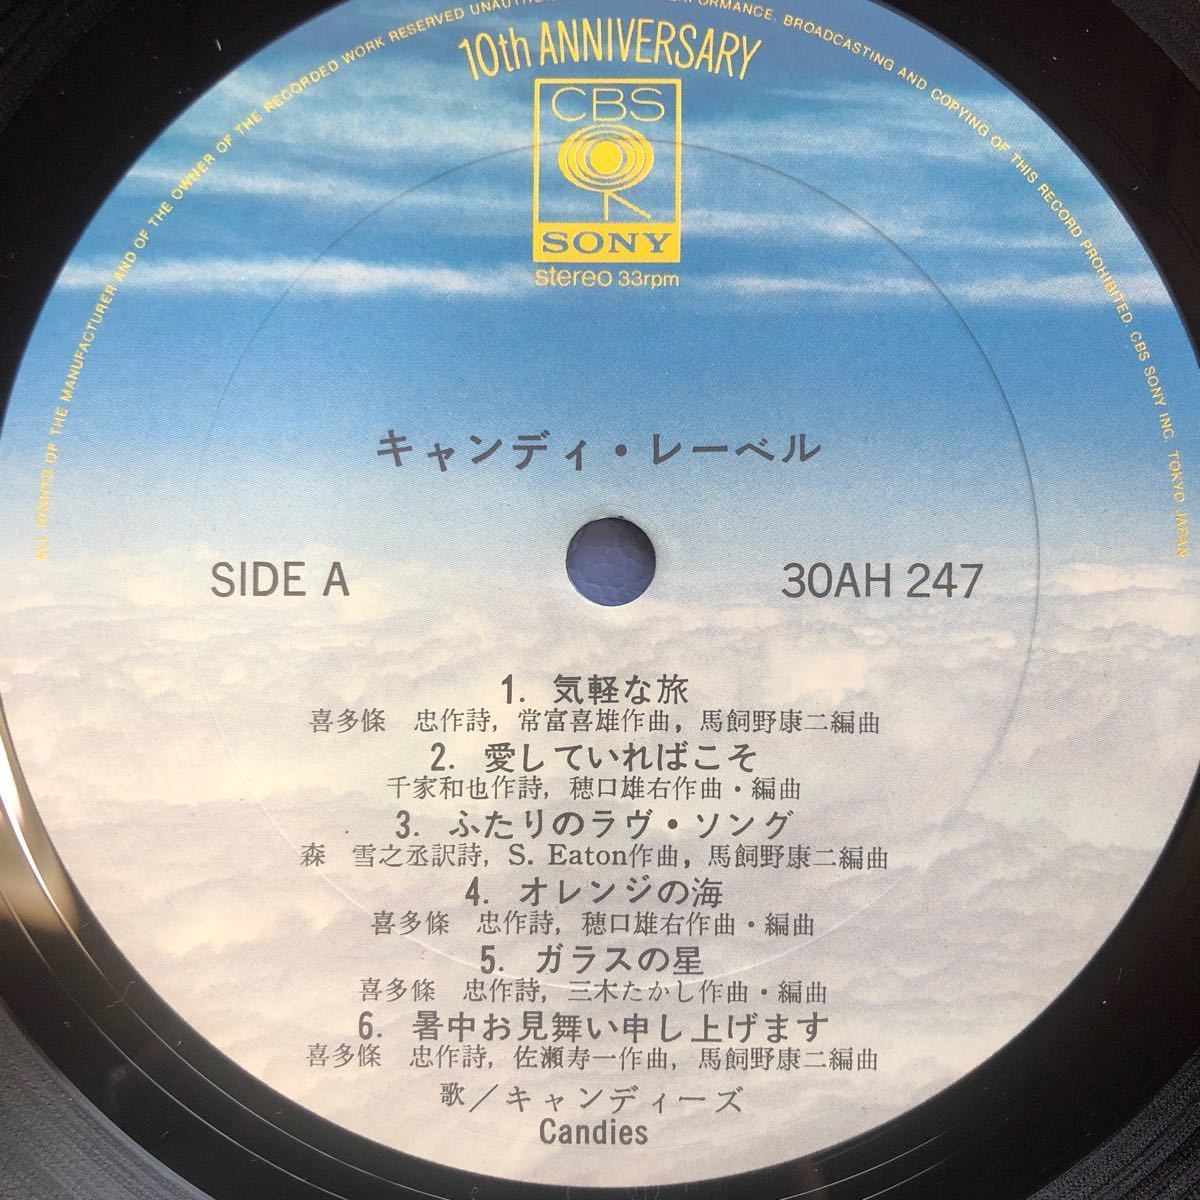 ALL RIGHTS OF THE MANUFACTURER AND OF THE OWNER OF THE RECORDED WORK RESERVED PERFORMANCE, BROADCASTING AND COPYING OF THIS RECORD PROHIBITED. CBS SONY INC. TOKYO JAPAN
10th ANNIVERSARY
CBS
SONY
stereo 33rpm
キャンディ・レーベル
SIDE A
30AH 247
1. 気軽な旅
喜多條 忠作詩, 常富喜雄作曲, 馬飼野康二編曲
2. 愛していればこそ
千家和也作詩, 穂口雄右作曲・編曲
3. ふたりのラヴ・ソング
森 雪之丞訳詩, S. Eaton作曲, 馬飼野康二編曲
4. オレンジの海
喜多條 忠作詩, 穂口雄右作曲・編曲
5. ガラスの星
喜多條 忠作詩, 三木たかし作曲・編曲
6. 暑中お見舞い申し上げます
喜多條 忠作詩, 佐瀬寿一作曲, 馬飼野康二編曲
歌／キャンディーズ
Candies